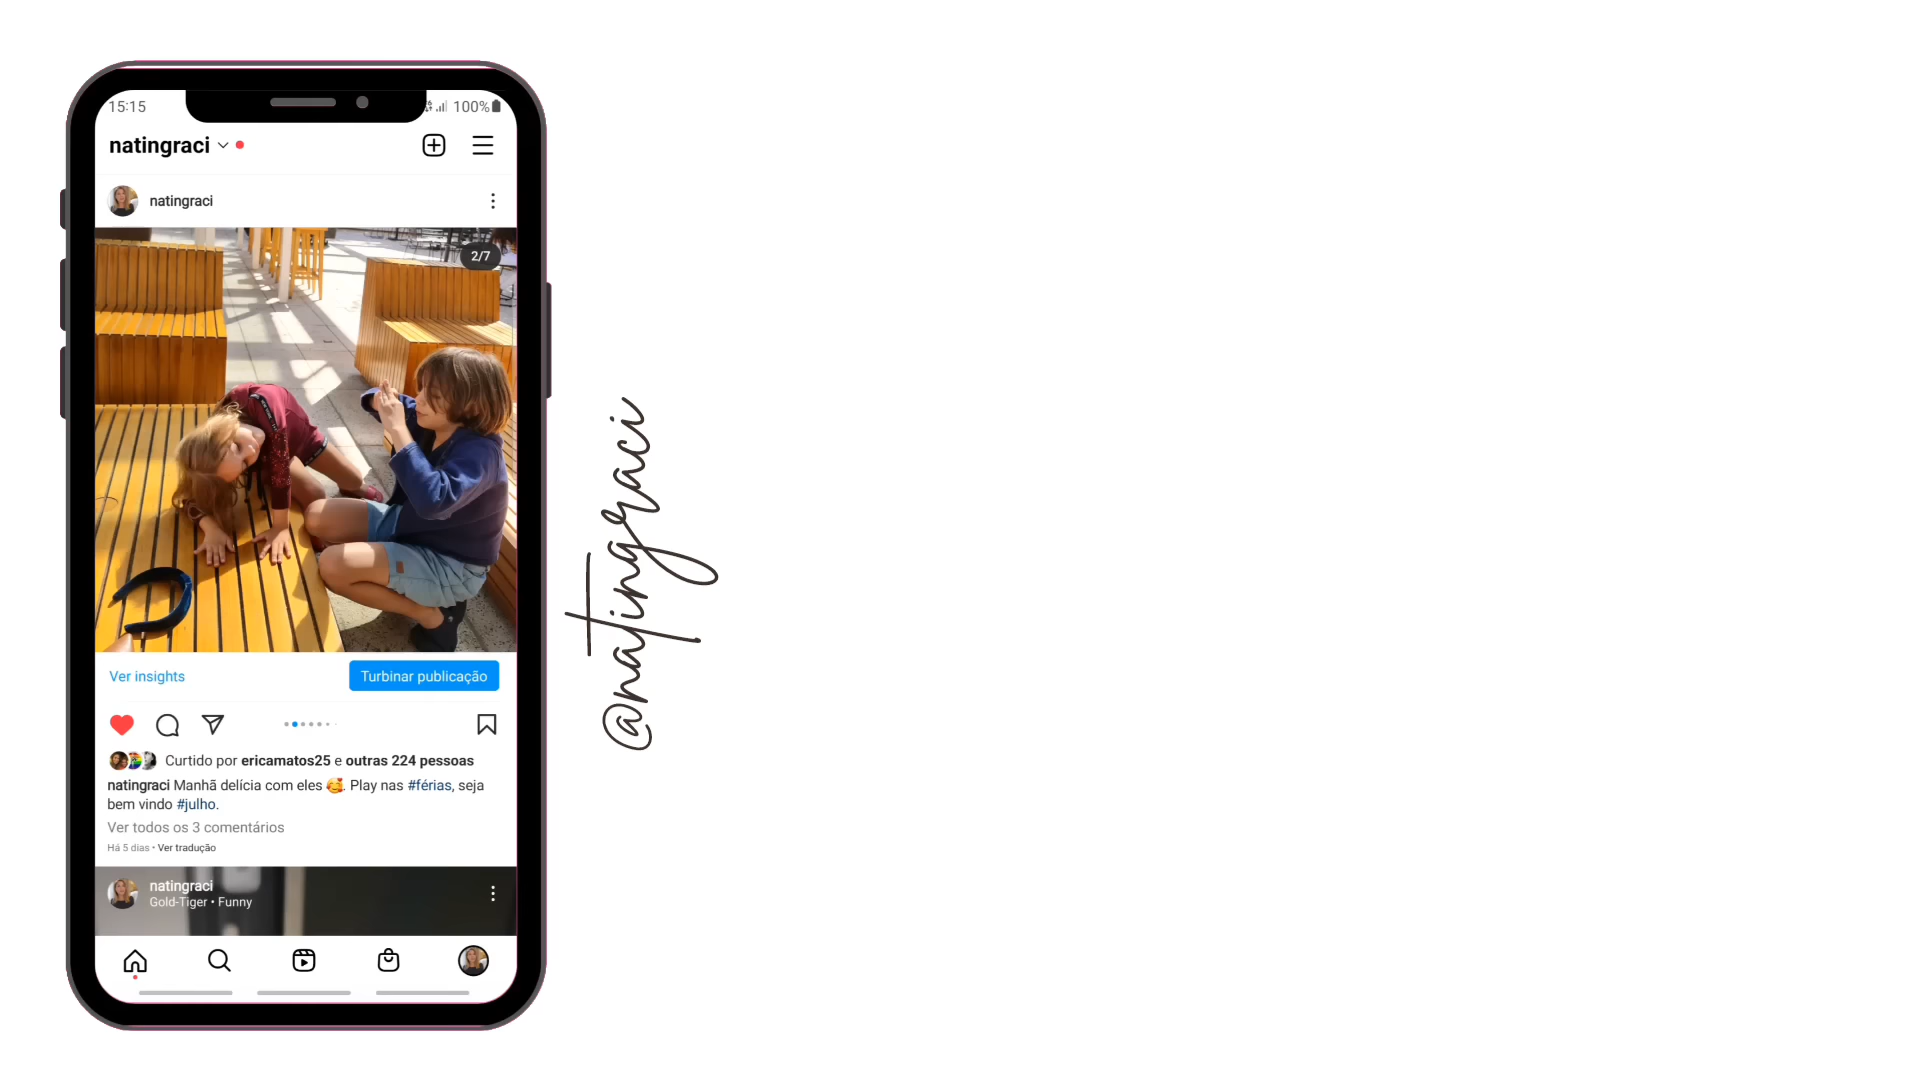 15:15
100%
natingraci
natingraci
2/7
Ver insights
Turbinar publicação
Curtido por ericamatos25 e outras 224 pessoas
natingraci Manhã delícia com eles 🥰. Play nas #férias, seja
bem vindo #julho.
Ver todos os 3 comentários
Há 5 dias • Ver tradução
natingraci
Gold-Tiger • Funny
@natingraci